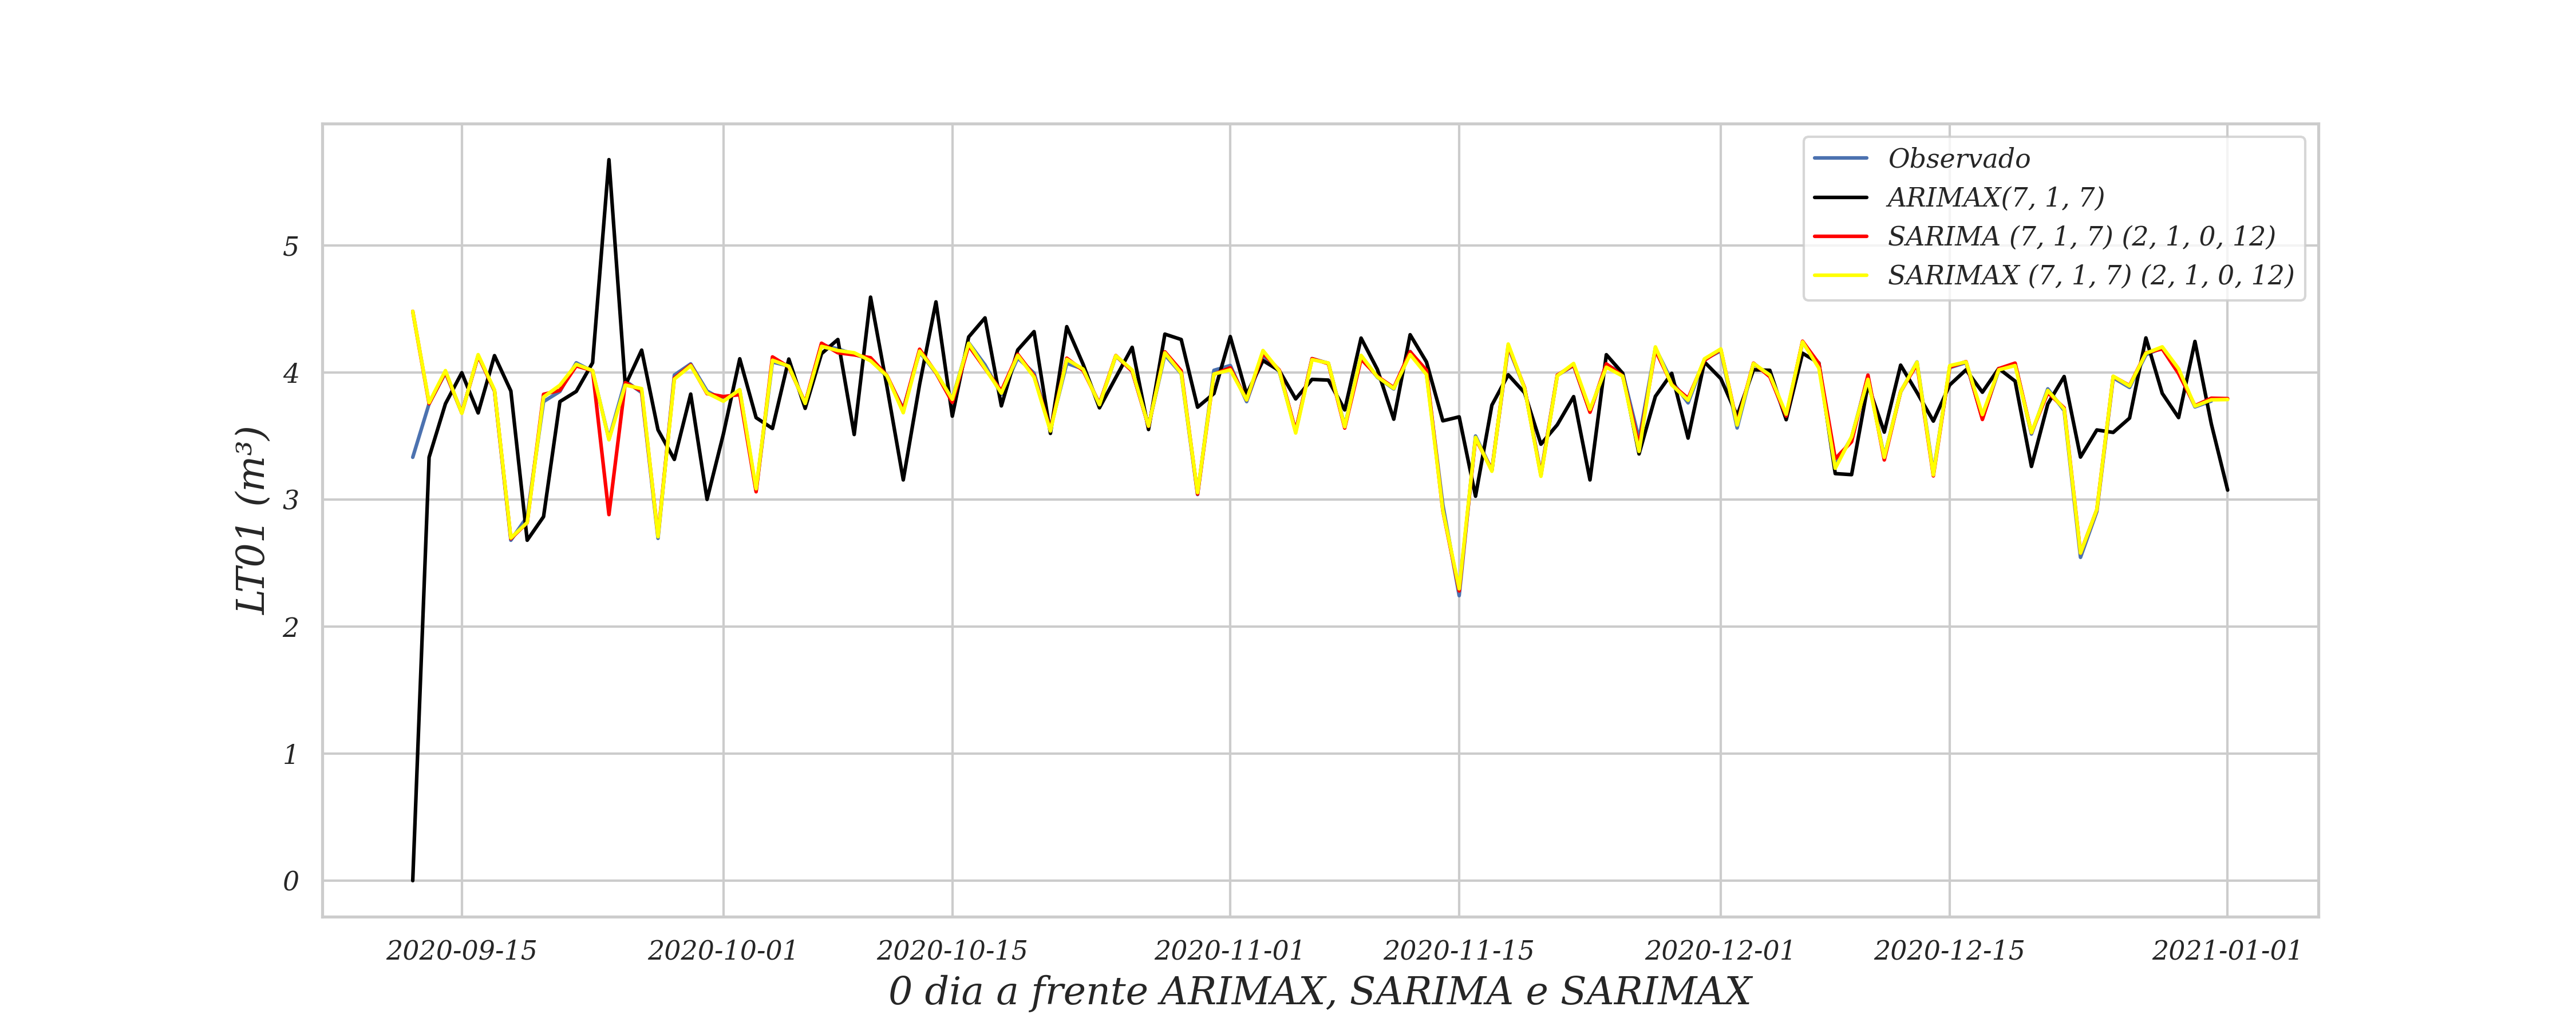 Observado
ARIMAX(7, 1, 7)
SARIMA (7, 1, 7) (2, 1, 0, 12)
SARIMAX (7, 1, 7) (2, 1, 0, 12)
LT01 (m³)
5
4
3
2
1
0
2020-09-15 2020-10-01 2020-10-15 2020-11-01 2020-11-15 2020-12-01 2020-12-15 2021-01-01
0 dia a frente ARIMAX, SARIMA e SARIMAX